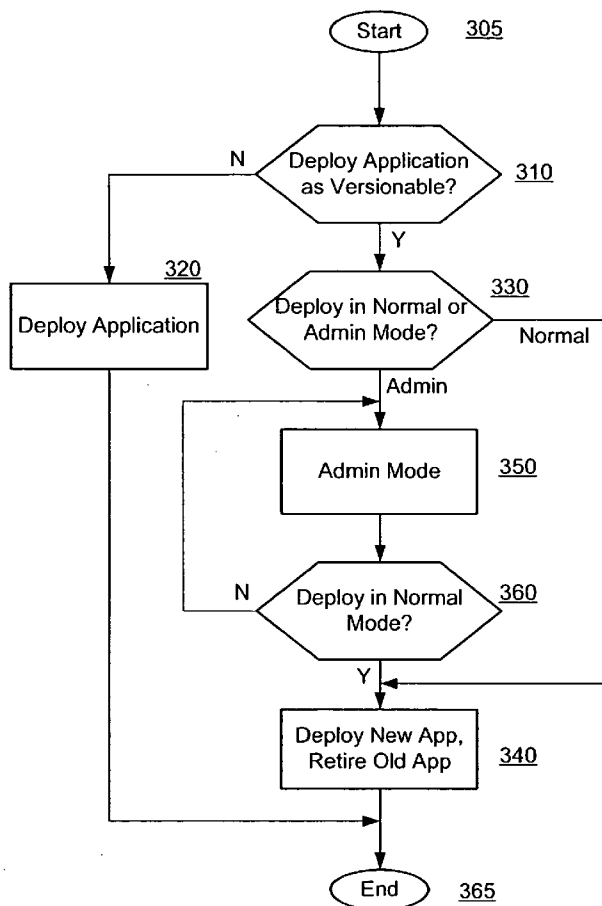 Start
305
Deploy Application
as Versionable?
310
N
Y
320
Deploy Application
Deploy in Normal or
Admin Mode?
330
Normal
Admin
Admin Mode
350
Deploy in Normal
Mode?
360
N
Y
Deploy New App,
Retire Old App
340
End
365